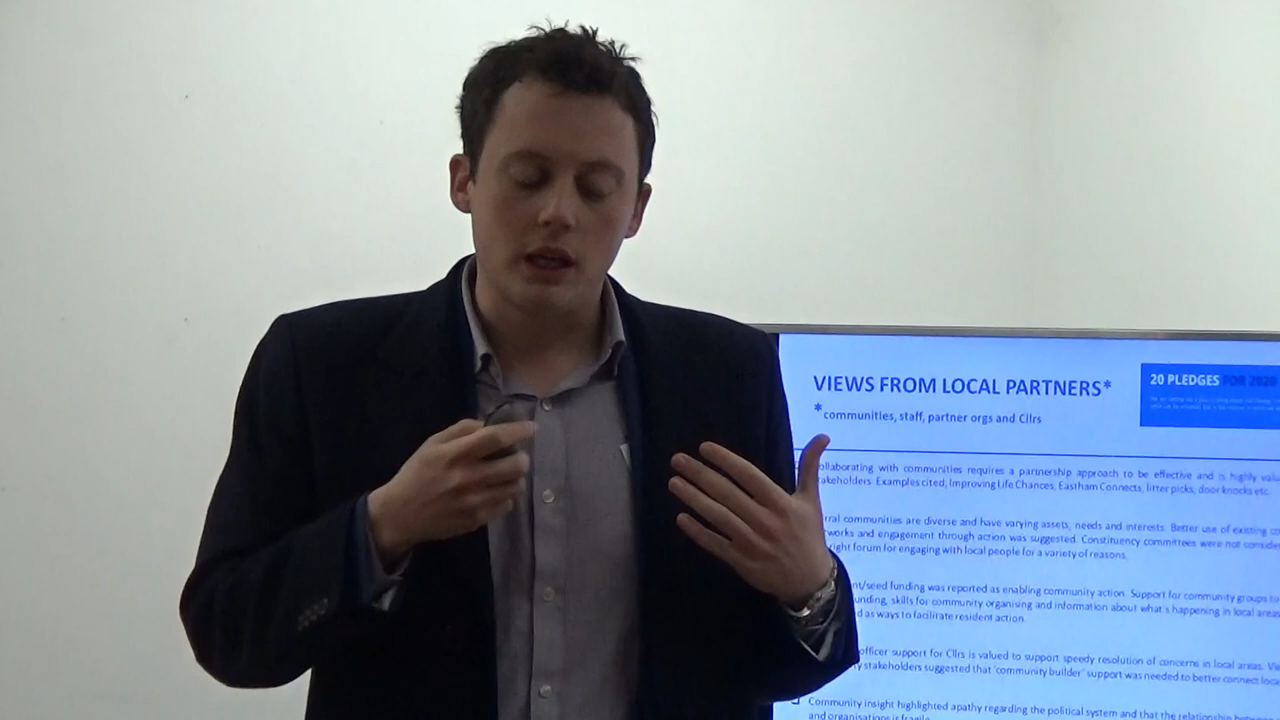 VIEWS FROM LOCAL PARTNERS*
*communities, staff, partner orgs and Cllrs
20 PLEDGES FOR 2020
ollaborating with communities requires a partnership approach to be effective and is highly valu
takeholders. Examples cited; Improving Life Chances, Eastham Connects, litter picks, door knocks etc.
rral communities are diverse and have varying assets, needs and interests. Better use of existing co
works and engagement through action was suggested. Constituency committees were not conside
right forum for engaging with local people for a variety of reasons.
nt/seed funding was reported as enabling community action. Support for community groups to
unding, skills for community organising and information about what's happening in local areas
d as ways to facilitate resident action.
officer support for Cllrs is valued to support speedy resolution of concerns in local areas. Vie
y stakeholders suggested that 'community builder' support was needed to better connect loca
Community insight highlighted apathy regarding the political system and that the relationship between
and organisations is fragile